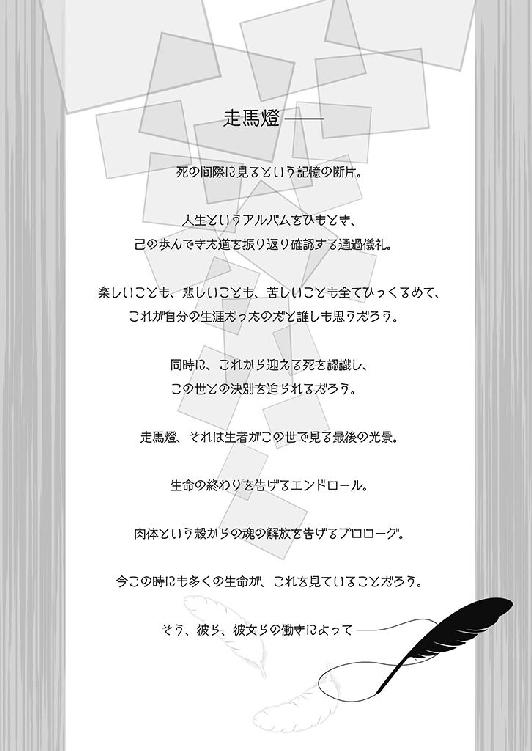 走馬燈――
死の間際に見るという記憶の断片。
人生というアルバムをひもとき、
己の歩んできた道を振り返り確認する通過儀礼。
楽しいことも、悲しいことも、苦しいことも全てひっくるめて、
これが自分の生涯だったのだと誰しも思うだろう。
同時に、これから迎える死を認識し、
この世との決別を迫られるだろう。
走馬燈、それは生者がこの世で見る最後の光景。
生命の終わりを告げるエンドロール。
肉体という殻からの魂の解放を告げるプロローグ。
今この時にも多くの生命が、これを見ていることだろう。
そう、彼ら、彼女らの働きによって――